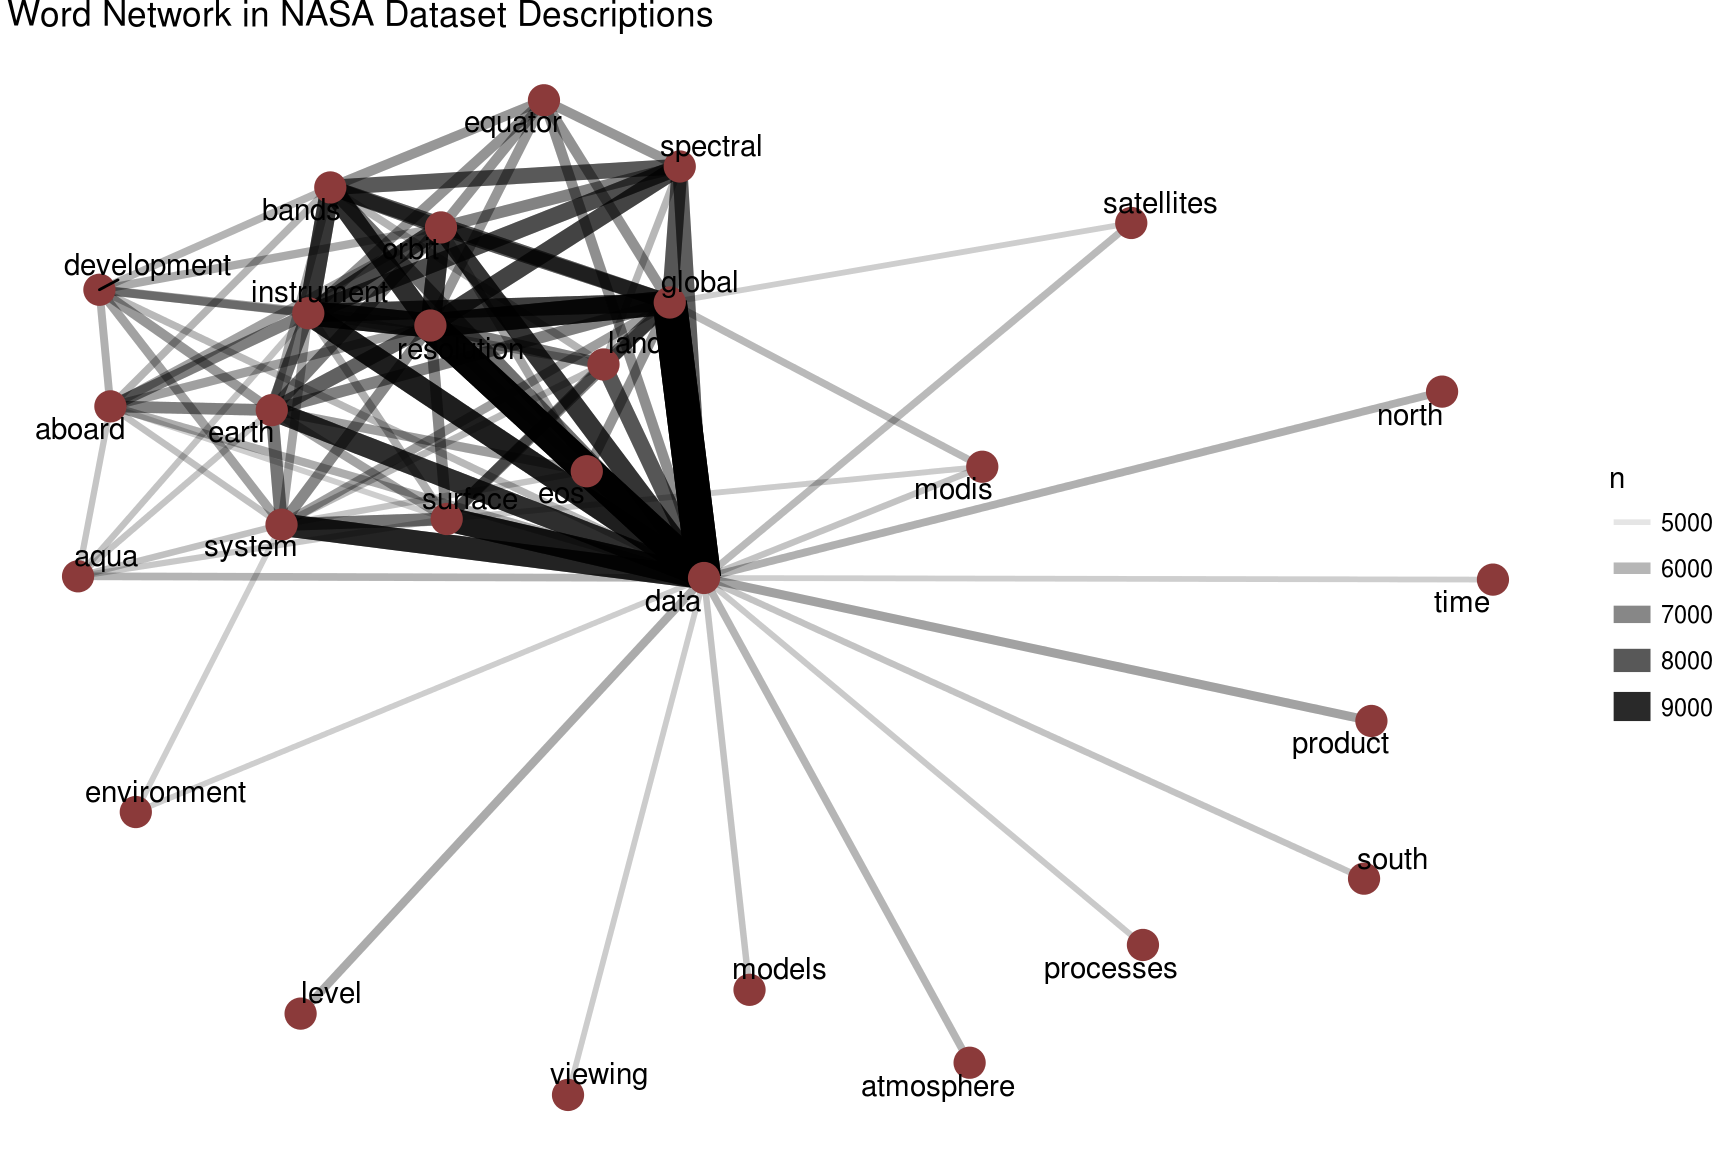 Word Network in NASA Dataset Descriptions
equator
spectral
satellites
bands
orbit
development
global
instrument
land
resolution
north
aboard
earth
n
modis
eos
surface
5000
system
aqua
6000
data
time
7000
8000
9000
product
environment
south
models
processes
level
viewing
atmosphere